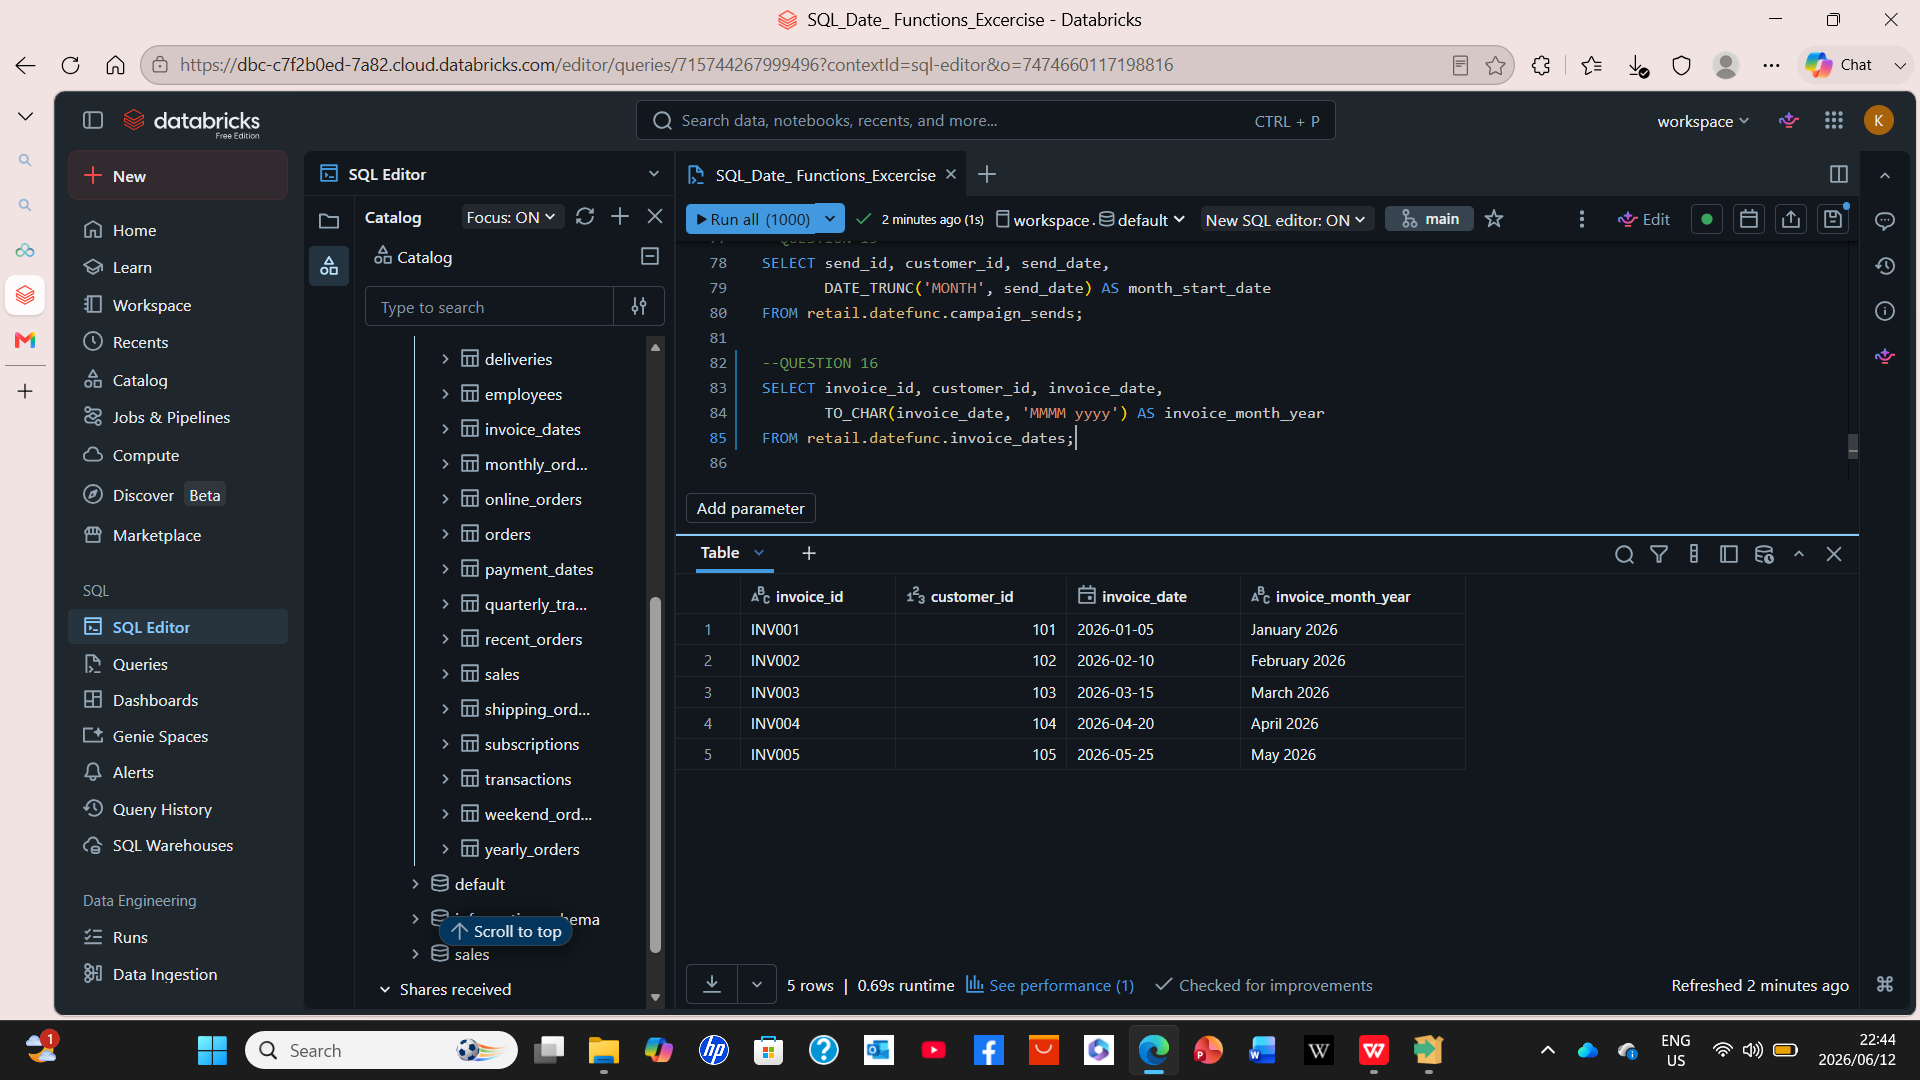 SQL_Date_ Functions_Excercise - Databricks
https://dbc-c7f2b0ed-7a82.cloud.databricks.com/editor/queries/715744267999496?contextId=sql-editor&o=7474660117198816
Chat
databricks
Free Edition
Search data, notebooks, recents, and more...
CTRL + P
workspace
K
New
Home
Learn
Workspace
Recents
Catalog
Jobs & Pipelines
Compute
Discover Beta
Marketplace
SQL
SQL Editor
Queries
Dashboards
Genie Spaces
Alerts
Query History
SQL Warehouses
Data Engineering
Runs
Data Ingestion
SQL Editor
Catalog
Focus: ON
Catalog
Type to search
deliveries
employees
invoice_dates
monthly_ord...
online_orders
orders
payment_dates
quarterly_tra...
recent_orders
sales
shipping_ord...
subscriptions
transactions
weekend_ord...
yearly_orders
default
Scroll to top
sales
Shares received
SQL_Date_ Functions_Excercise
Run all (1000)
2 minutes ago (1s)
workspace. default
New SQL editor: ON
main
Edit
78 SELECT send_id, customer_id, send_date,
79 DATE_TRUNC('MONTH', send_date) AS month_start_date
80 FROM retail.datefunc.campaign_sends;
81
82 --QUESTION 16
83 SELECT invoice_id, customer_id, invoice_date,
84 TO_CHAR(invoice_date, 'MMMM yyyy') AS invoice_month_year
85 FROM retail.datefunc.invoice_dates;
86
Add parameter
Table
invoice_id customer_id invoice_date invoice_month_year
1 INV001 101 2026-01-05 January 2026
2 INV002 102 2026-02-10 February 2026
3 INV003 103 2026-03-15 March 2026
4 INV004 104 2026-04-20 April 2026
5 INV005 105 2026-05-25 May 2026
5 rows | 0.69s runtime See performance (1) Checked for improvements
Refreshed 2 minutes ago
1
Search
ENG
US
22:44
2026/06/12